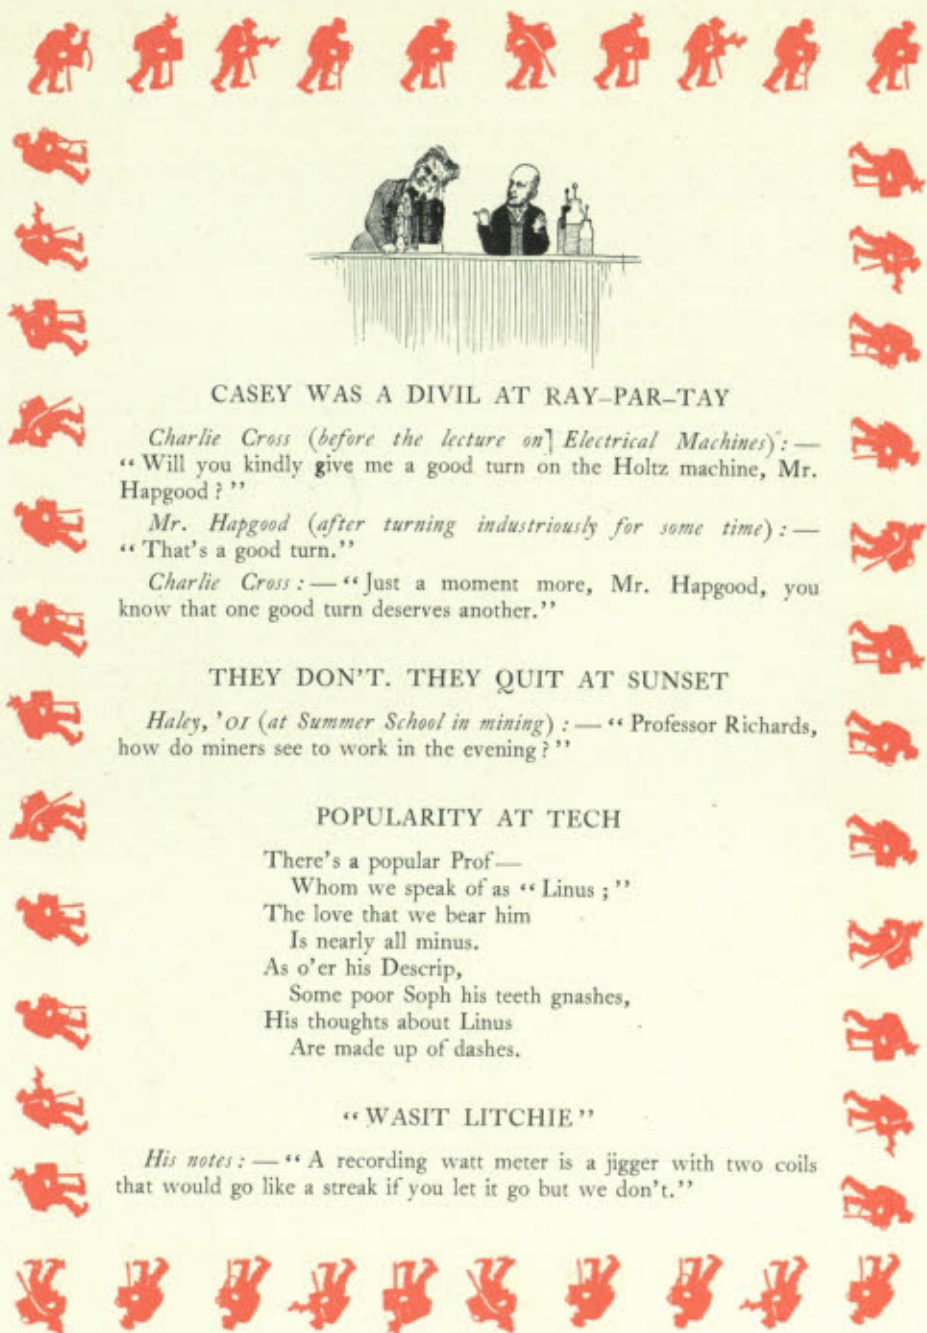 CASEY WAS A DIVIL AT RAY-PAR-TAY
Charlie Cross (before the lecture on] Electrical Machines): —
“ Will you kindly give me a good turn on the Holtz machine, Mr.
Hapgood ? ”
Mr. Hapgood (after turning industriously for some time) : —
“ That's a good turn.”
Charlie Cross : — “ Just a moment more, Mr. Hapgood, you
know that one good turn deserves another.”
THEY DON'T. THEY QUIT AT SUNSET
Haley, '01 (at Summer School in mining) : — “ Professor Richards,
how do miners see to work in the evening ? ”
POPULARITY AT TECH
There's a popular Prof —
Whom we speak of as “ Linus ; ”
The love that we bear him
Is nearly all minus.
As o'er his Descrip,
Some poor Soph his teeth gnashes,
His thoughts about Linus
Are made up of dashes.
“ WASIT LITCHIE ”
His notes : — “ A recording watt meter is a jigger with two coils
that would go like a streak if you let it go but we don't.”